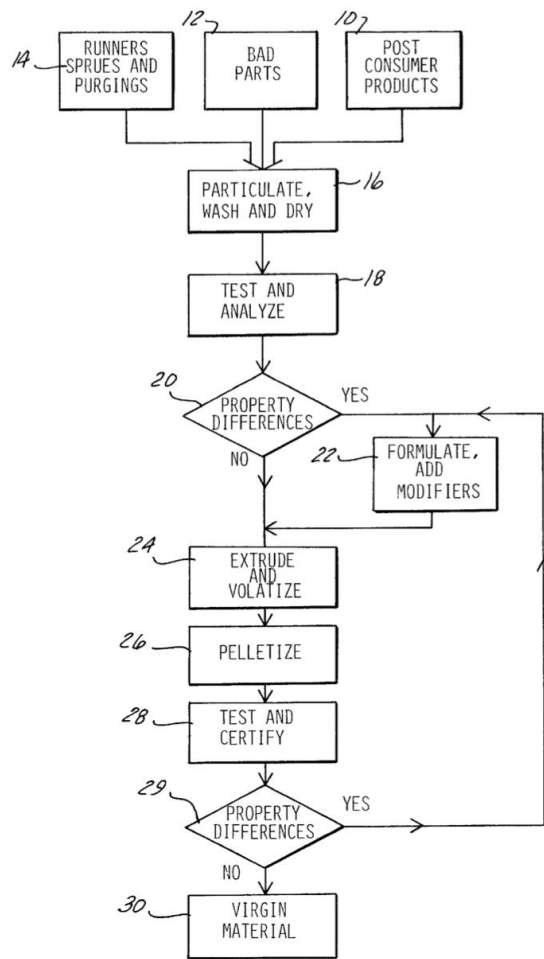 14
RUNNERS
SPRUES AND
PURGINGS
12
BAD
PARTS
10
POST
CONSUMER
PRODUCTS
PARTICULATE,
WASH AND DRY
16
TEST AND
ANALYZE
18
20
PROPERTY
DIFFERENCES
YES
NO
22
FORMULATE,
ADD
MODIFIERS
24
EXTRUDE
AND
VOLATIZE
26
PELLETIZE
28
TEST AND
CERTIFY
29
PROPERTY
DIFFERENCES
YES
NO
30
VIRGIN
MATERIAL